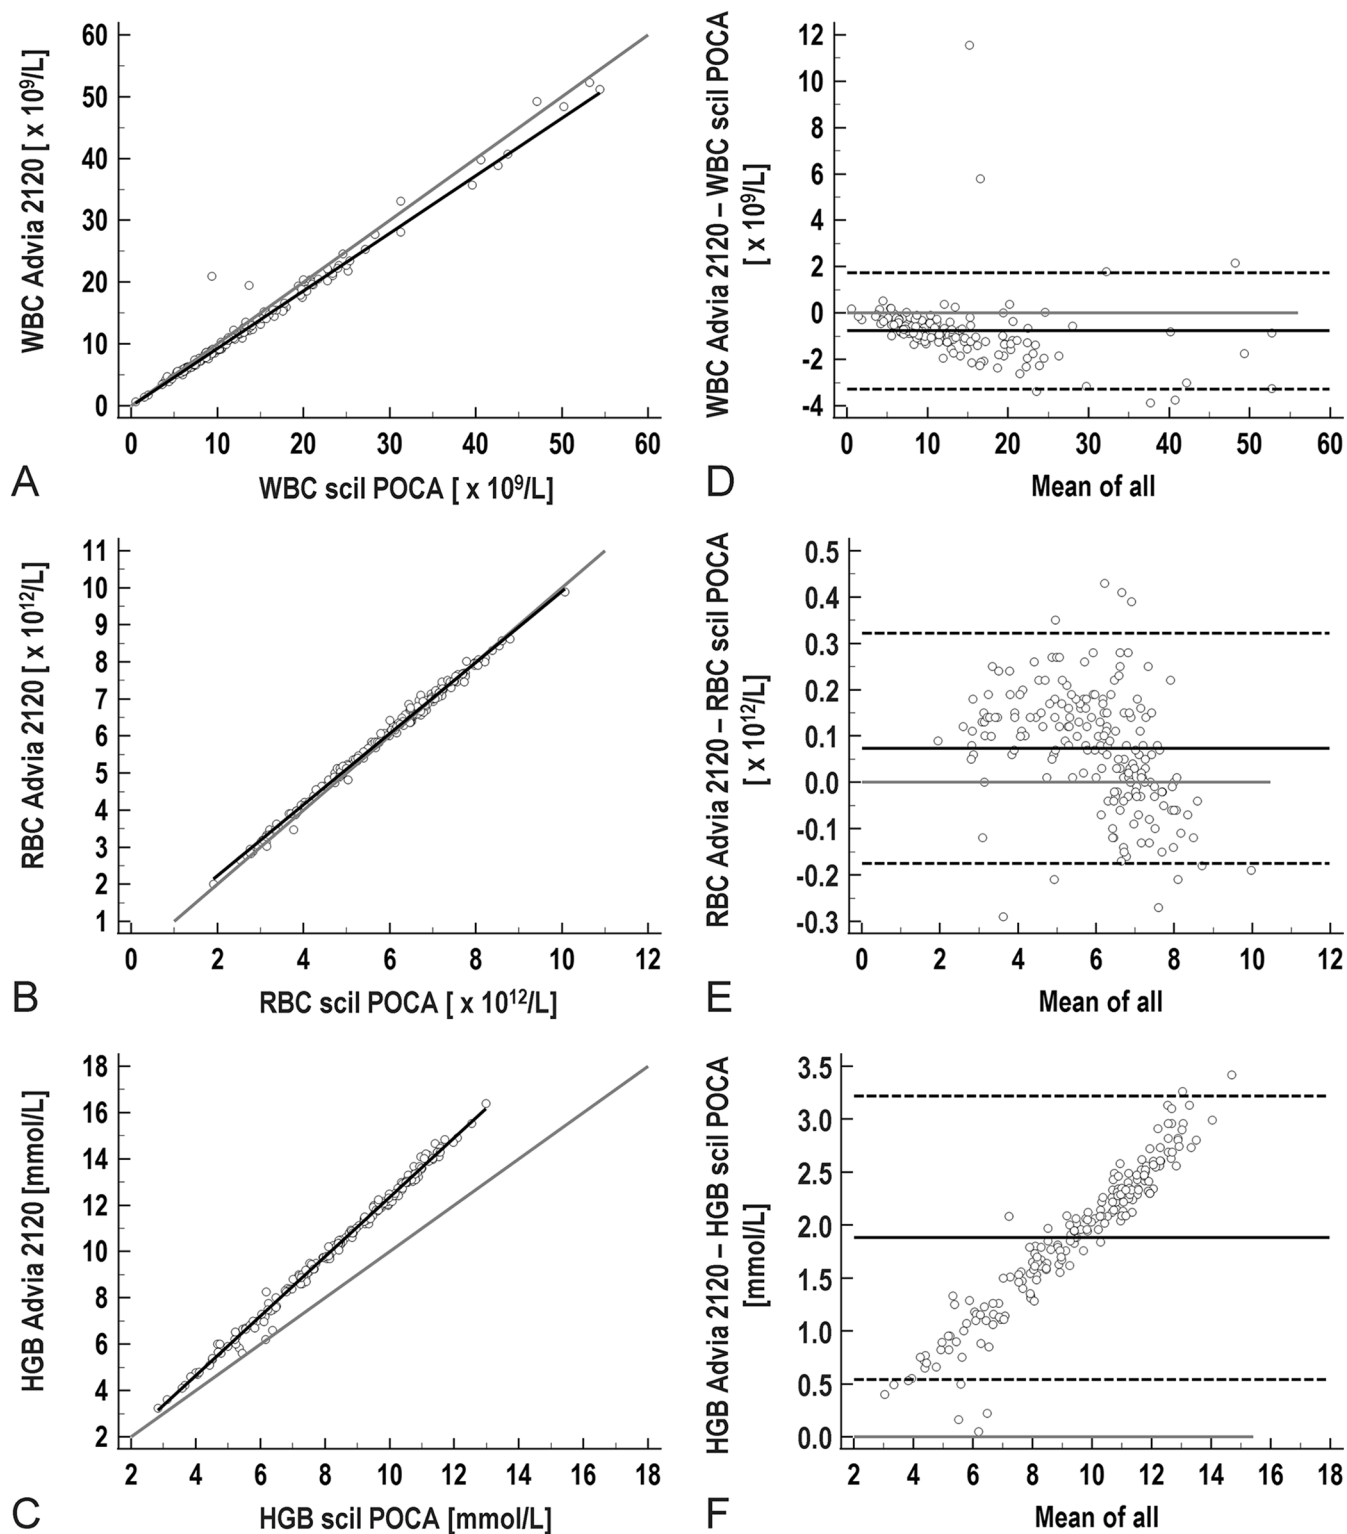 60
50
40
30
20
10
0
WBC Advia 2120 [ x 10⁹/L]
0 10 20 30 40 50 60
WBC scil POCA [ x 10⁹/L]
A
12
10
8
6
4
2
0
-2
-4
WBC Advia 2120 – WBC scil POCA
[ x 10⁹/L]
0 10 20 30 40 50 60
Mean of all
D
11
10
9
8
7
6
5
4
3
2
1
RBC Advia 2120 [ x 10¹²/L]
0 2 4 6 8 10 12
RBC scil POCA [ x 10¹²/L]
B
0.5
0.4
0.3
0.2
0.1
0.0
-0.1
-0.2
-0.3
RBC Advia 2120 – RBC scil POCA
[ x 10¹²/L]
0 2 4 6 8 10 12
Mean of all
E
18
16
14
12
10
8
6
4
2
HGB Advia 2120 [mmol/L]
2 4 6 8 10 12 14 16 18
HGB scil POCA [mmol/L]
C
3.5
3.0
2.5
2.0
1.5
1.0
0.5
0.0
HGB Advia 2120 – HGB scil POCA
[mmol/L]
2 4 6 8 10 12 14 16 18
Mean of all
F